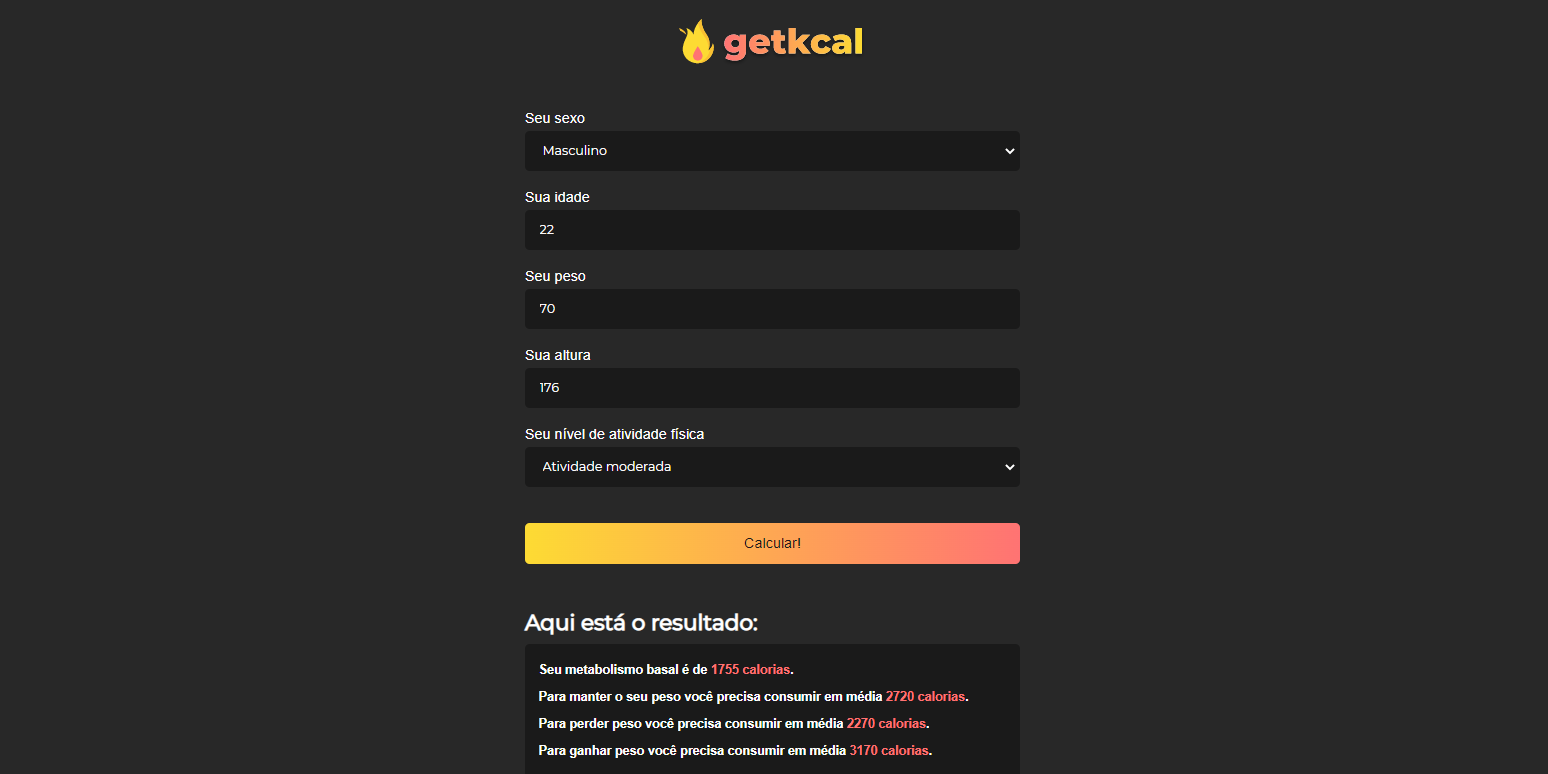 getkcal
Seu sexo
Masculino
Sua idade
22
Seu peso
70
Sua altura
176
Seu nível de atividade física
Atividade moderada
Calcular!
Aqui está o resultado:
Seu metabolismo basal é de 1755 calorias.
Para manter o seu peso você precisa consumir em média 2720 calorias.
Para perder peso você precisa consumir em média 2270 calorias.
Para ganhar peso você precisa consumir em média 3170 calorias.